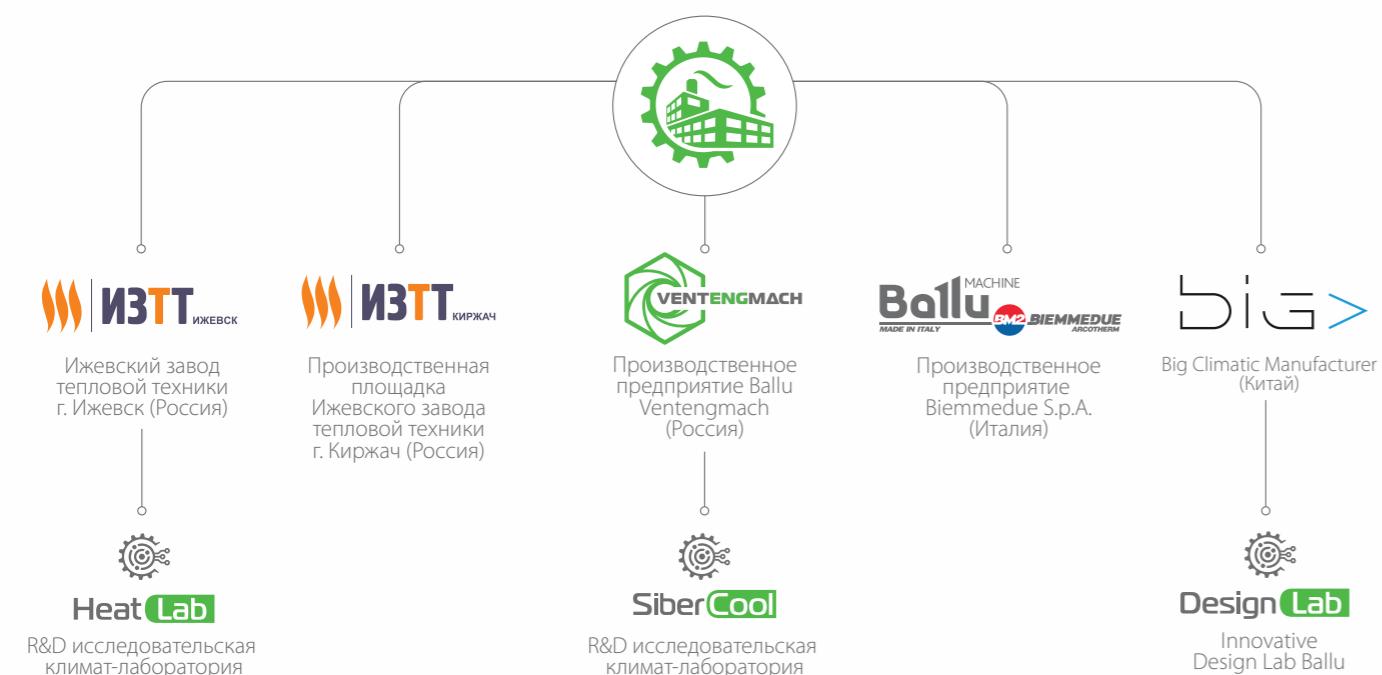 ИЗТТ ИЖЕВСК
Ижевский завод
тепловой техники
г. Ижевск (Россия)
ИЗТТ КИРЖАЧ
Производственная
площадка
Ижевского завода
тепловой техники
г. Киржач (Россия)
VENTENGMACH
Производственное
предприятие Ballu
Ventengmach
(Россия)
Ballu MACHINE
MADE IN ITALY
BM2 BIEMMEDUE
ARCOTHERM
Производственное
предприятие
Biemmedue S.p.A.
(Италия)
BIG>
Big Climatic Manufacturer
(Китай)
Heat Lab
R&D исследовательская
климат-лаборатория
SiberCool
R&D исследовательская
климат-лаборатория
Design Lab
Innovative
Design Lab Ballu